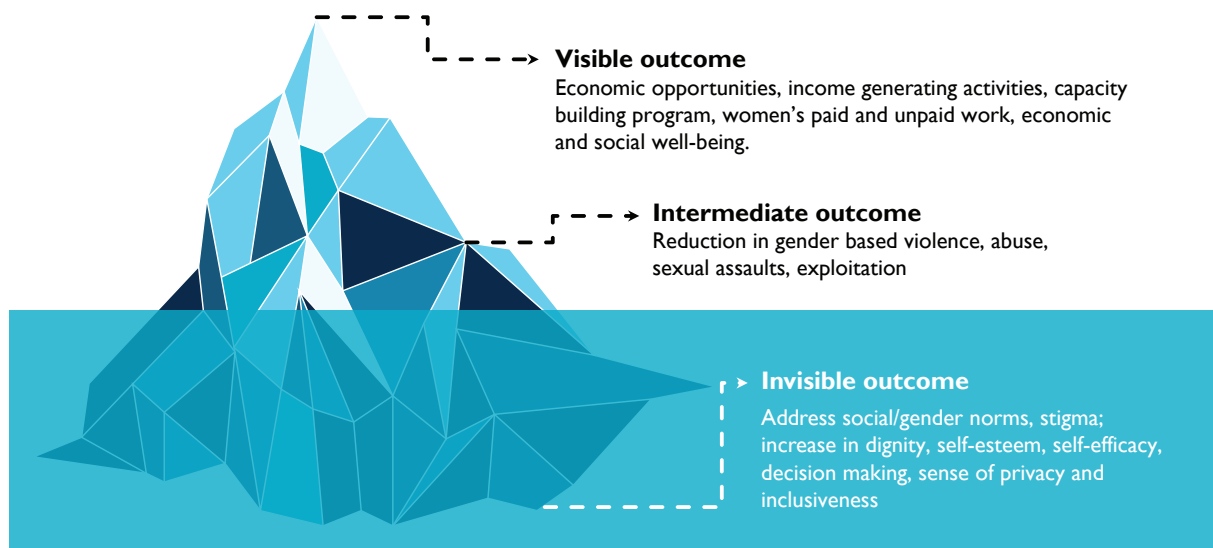 Visible outcome
Economic opportunities, income generating activities, capacity
building program, women’s paid and unpaid work, economic
and social well-being.
Intermediate outcome
Reduction in gender based violence, abuse,
sexual assaults, exploitation
Invisible outcome
Address social/gender norms, stigma;
increase in dignity, self-esteem, self-efficacy,
decision making, sense of privacy and
inclusiveness